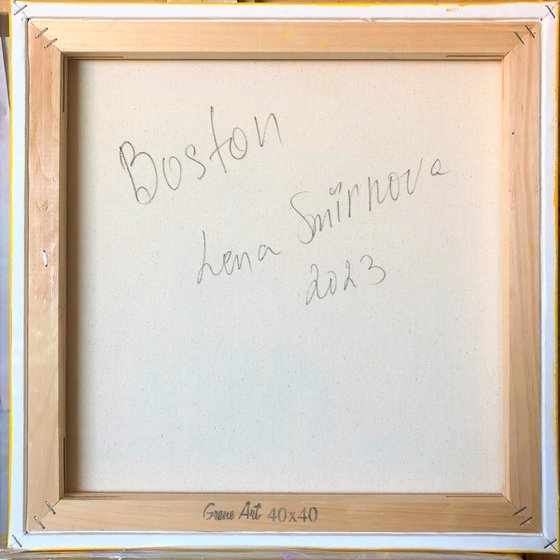 Boston
Lena Smirnova
2023
Grene Art 40x40